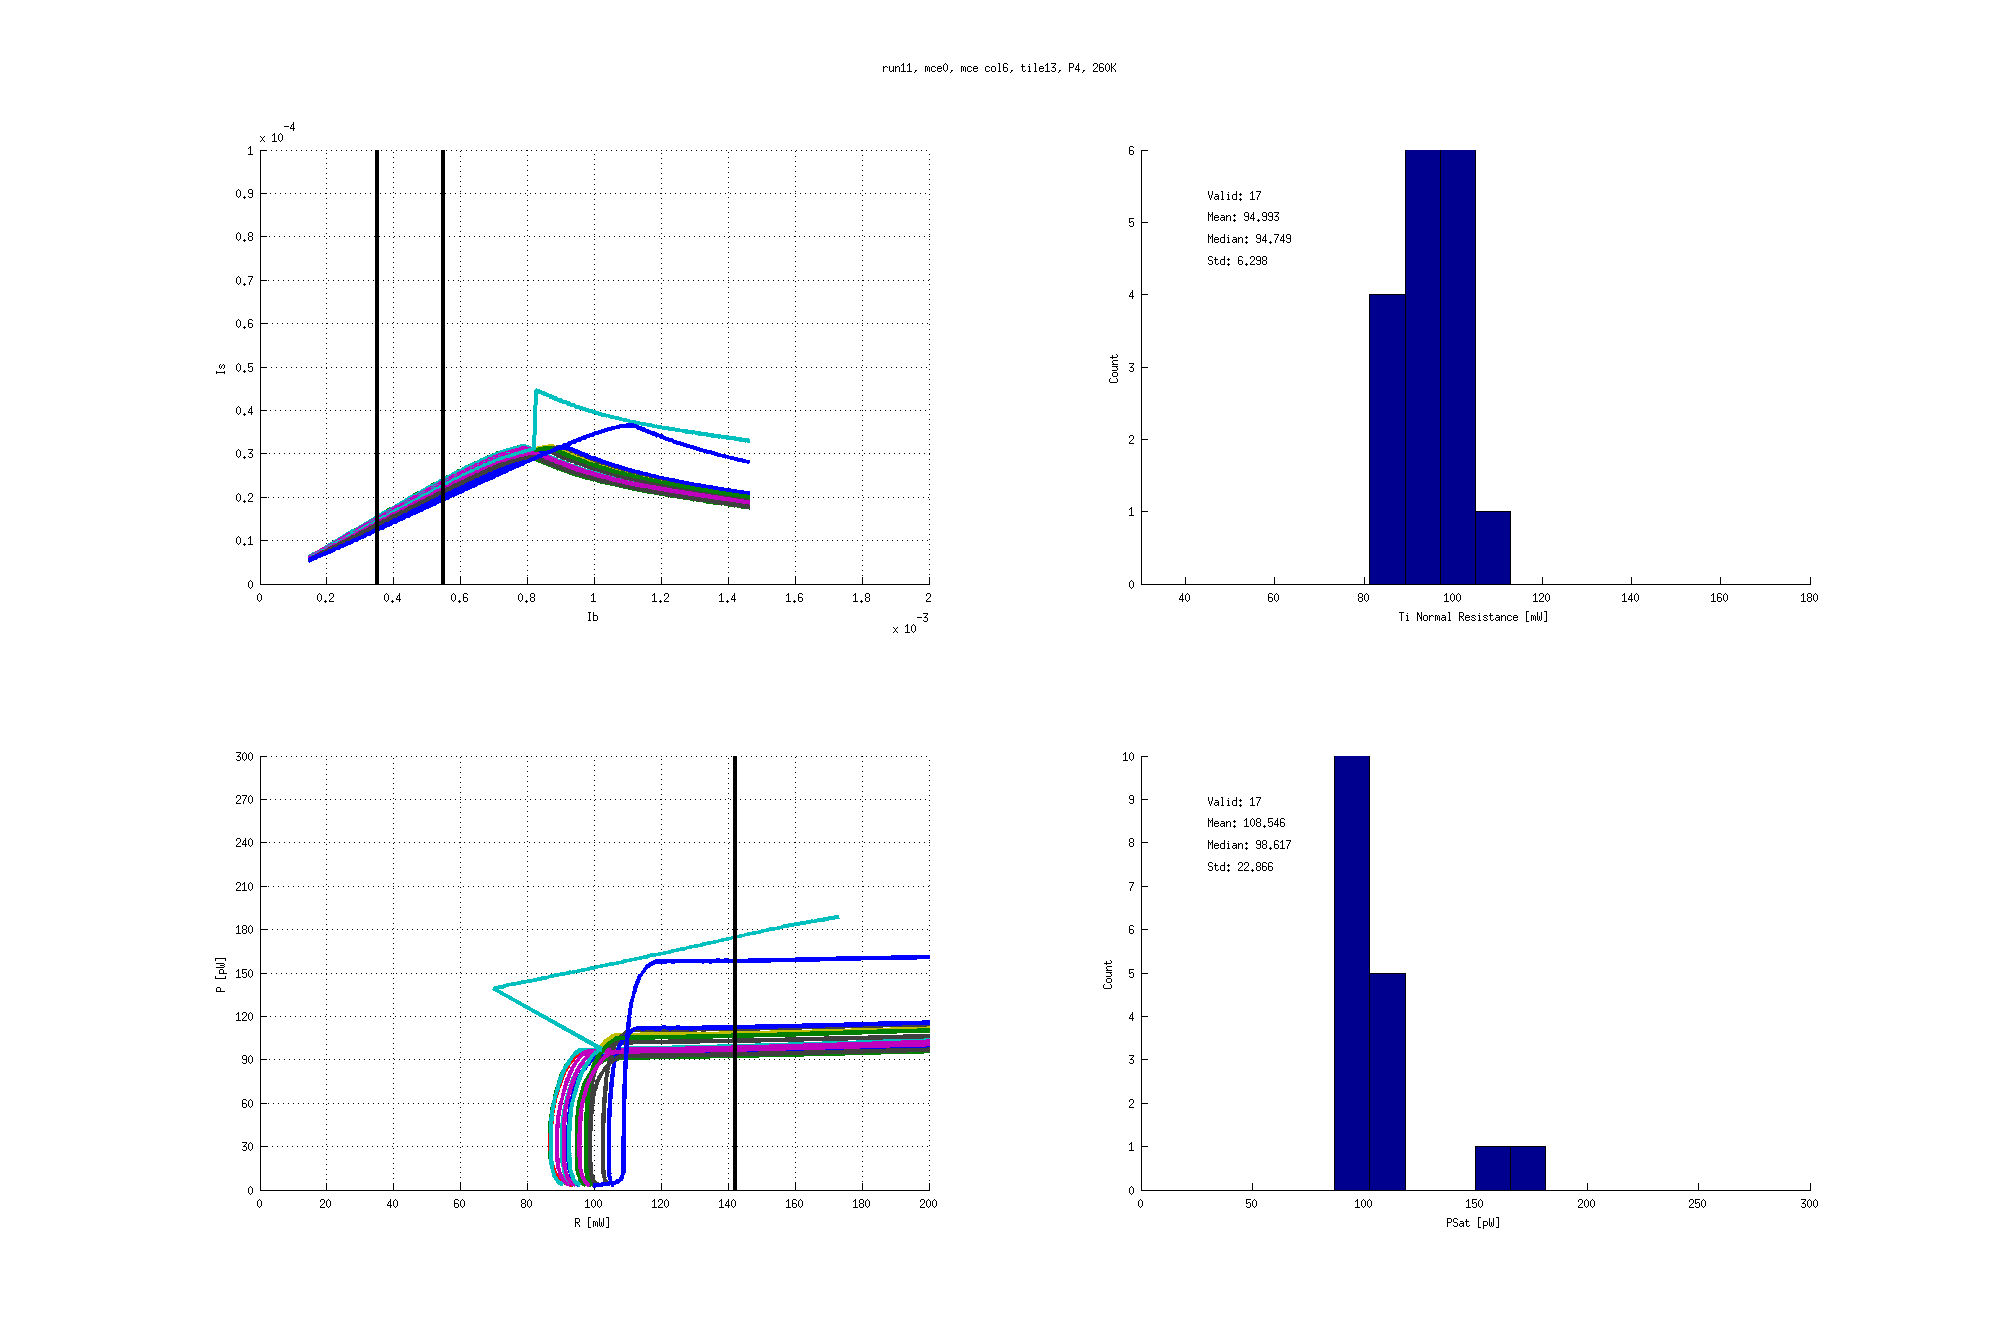 run11, mce0, mce col6, tile13, P4, 260K
x 10^-4
1
0.9
0.8
0.7
0.6
0.5
0.4
0.3
0.2
0.1
0
Is
0 0.2 0.4 0.6 0.8 1 1.2 1.4 1.6 1.8 2
Ib
x 10^-3
6
5
4
3
2
1
0
Count
Valid: 17
Mean: 94.993
Median: 94.749
Std: 6.298
40 60 80 100 120 140 160 180
Ti Normal Resistance [mW]
300
270
240
210
180
150
120
90
60
30
0
P [pW]
0 20 40 60 80 100 120 140 160 180 200
R [mW]
10
9
8
7
6
5
4
3
2
1
0
Count
Valid: 17
Mean: 108.546
Median: 98.617
Std: 22.866
0 50 100 150 200 250 300
PSat [pW]